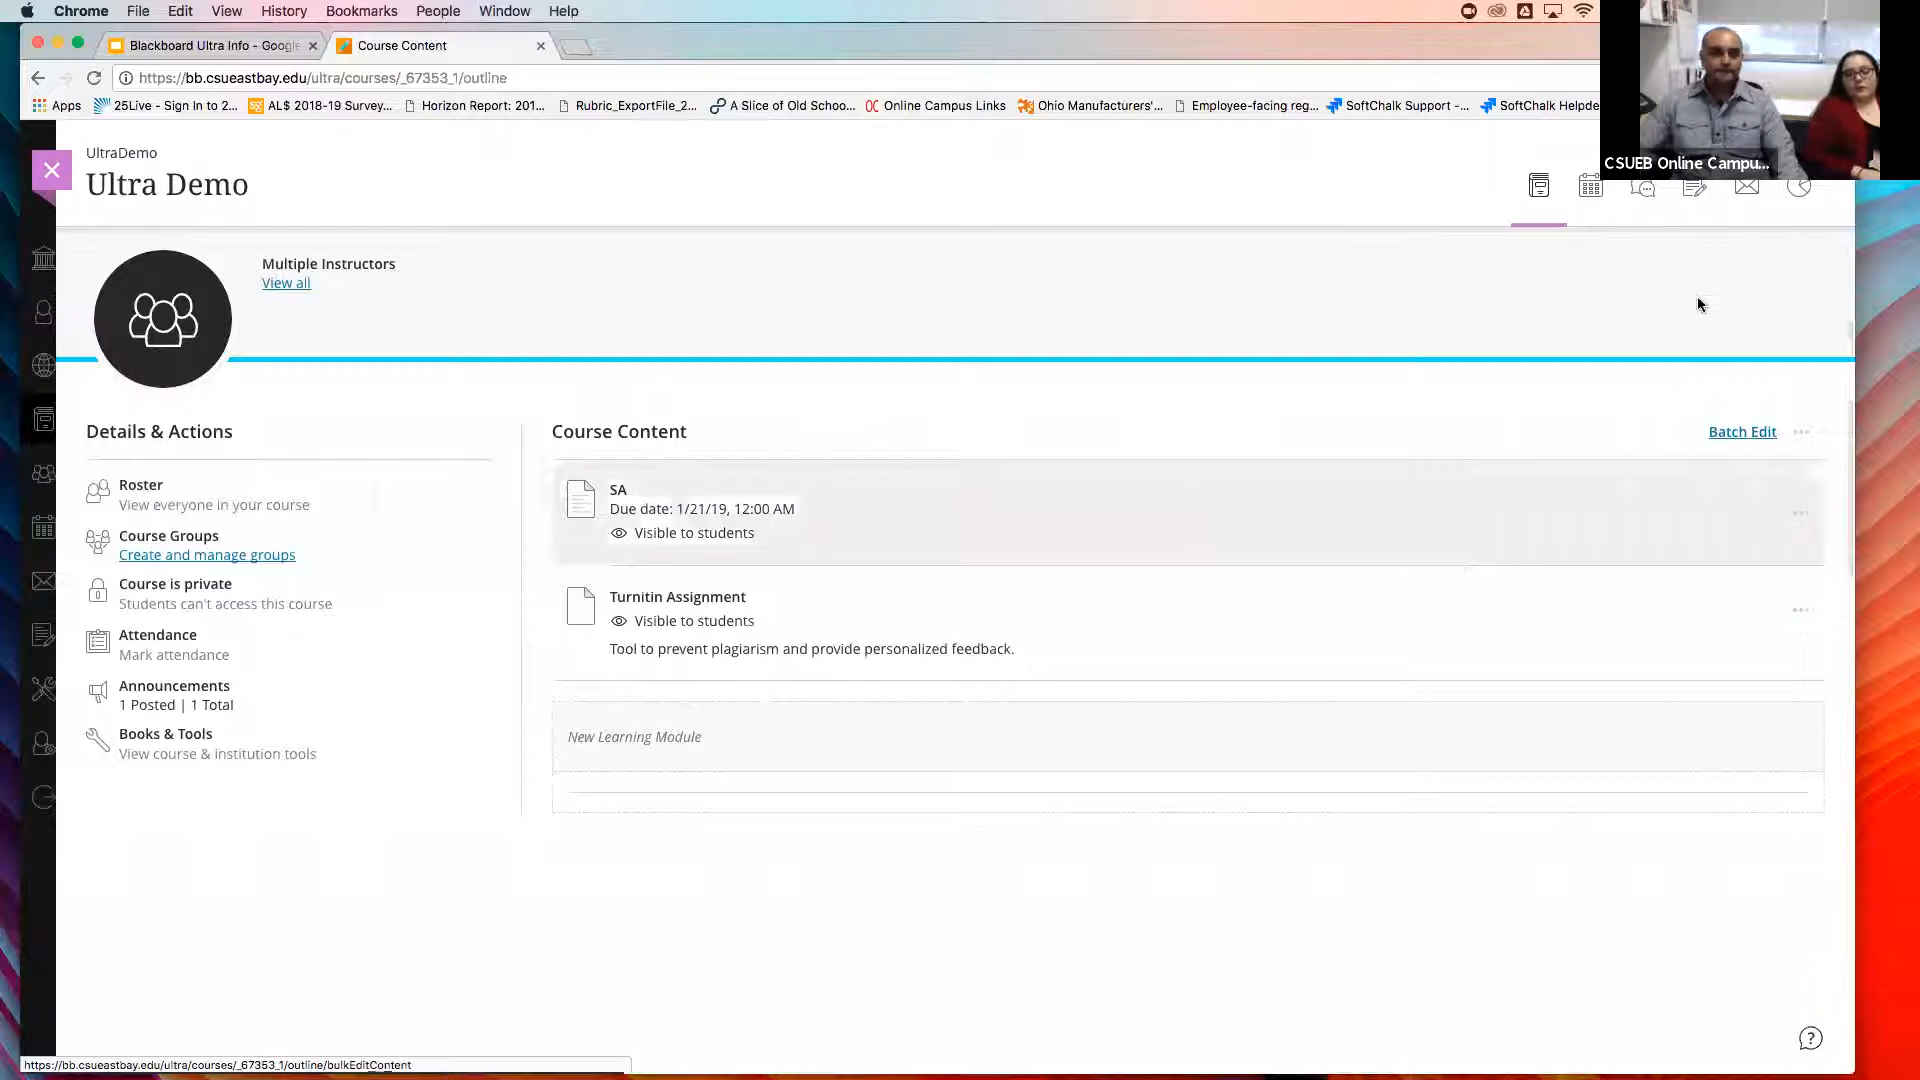 Chrome File Edit View History Bookmarks People Window Help
Blackboard Ultra Info - Googl
Course Content
https://bb.csueastbay.edu/ultra/courses/_67353_1/outline
Apps 25Live - Sign In to 2... AL$ 2018-19 Survey... Horizon Report: 201... Rubric_ExportFile_2... A Slice of Old Schoo... Online Campus Links Ohio Manufacturers'... Employee-facing reg... SoftChalk Support -... SoftChalk Helpde
CSUEB Online Campu...
UltraDemo
Ultra Demo
Multiple Instructors
View all
Details & Actions
Roster
View everyone in your course
Course Groups
Create and manage groups
Course is private
Students can't access this course
Attendance
Mark attendance
Announcements
1 Posted | 1 Total
Books & Tools
View course & institution tools
Course Content
Batch Edit
SA
Due date: 1/21/19, 12:00 AM
Visible to students
Turnitin Assignment
Visible to students
Tool to prevent plagiarism and provide personalized feedback.
New Learning Module
https://bb.csueastbay.edu/ultra/courses/_67353_1/outline/bulkEditContent